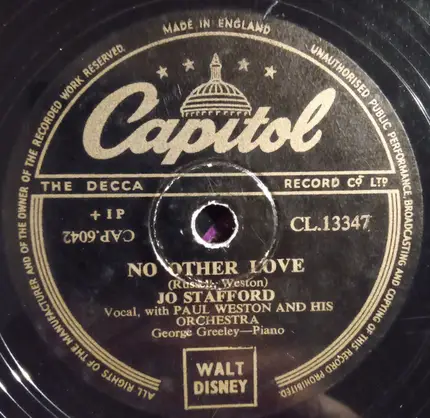 MADE IN ENGLAND
ALL RIGHTS OF THE MANUFACTURER AND OF THE OWNER OF THE RECORDED WORK RESERVED.
UNAUTHORISED PUBLIC PERFORMANCE, BROADCASTING AND COPYING OF THIS RECORD PROHIBITED.
Capitol
THE DECCA RECORD CO LTD
+ IP
CAP.6042
CL.13347
NO OTHER LOVE
Weston)
JO STAFFORD
Vocal, with PAUL WESTON AND HIS
ORCHESTRA
George Greeley—Piano
WALT
DISNEY